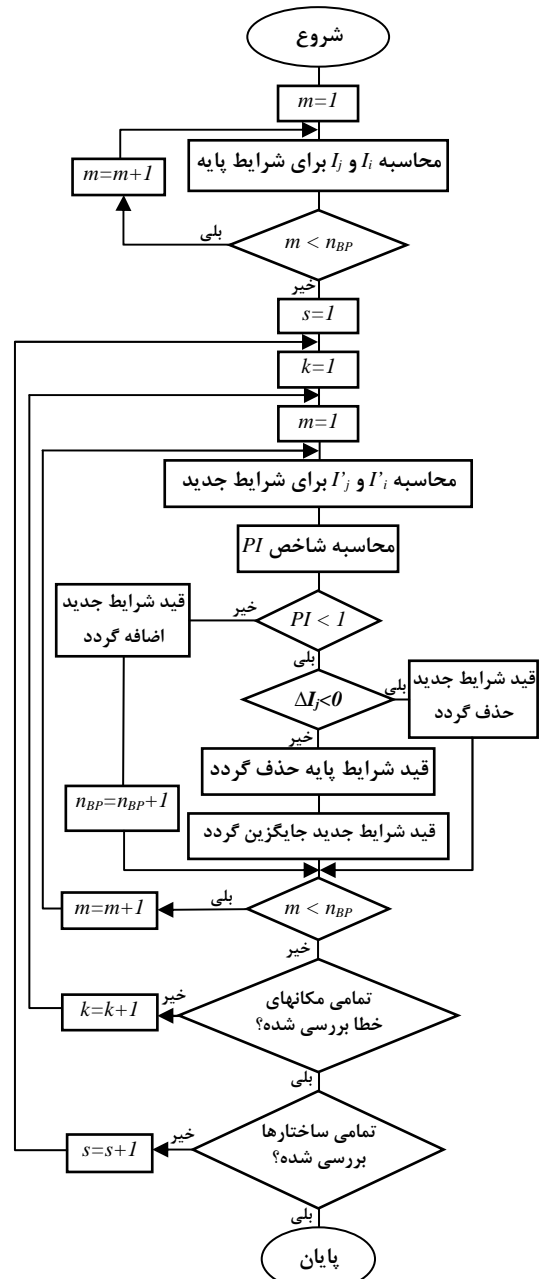 شروع
m=1
محاسبه Ii و Ij برای شرایط پایه
m=m+1
بلی
m < nBP
خیر
s=1
k=1
m=1
محاسبه I'i و I'j برای شرایط جدید
محاسبه شاخص PI
قید شرایط جدید
اضافه گردد
خیر
PI < 1
بلی
ΔIj<0
بلی
قید شرایط جدید
حذف گردد
خیر
قید شرایط پایه حذف گردد
nBP=nBP+1
قید شرایط جدید جایگزین گردد
m=m+1
بلی
m < nBP
خیر
تمامی مکانهای
خطا بررسی شده؟
خیر
k=k+1
بلی
تمامی ساختارها
بررسی شده؟
خیر
s=s+1
بلی
پایان